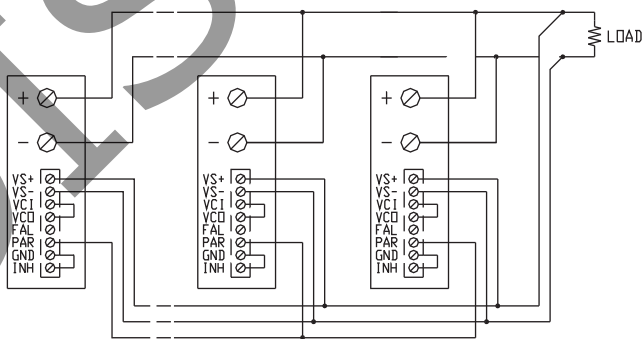 LOAD
+
−
VS+
VS-
VCI
VCO
FAL
PAR
GND
INH
+
−
VS+
VS-
VCI
VCO
FAL
PAR
GND
INH
+
−
VS+
VS-
VCI
VCO
FAL
PAR
GND
INH